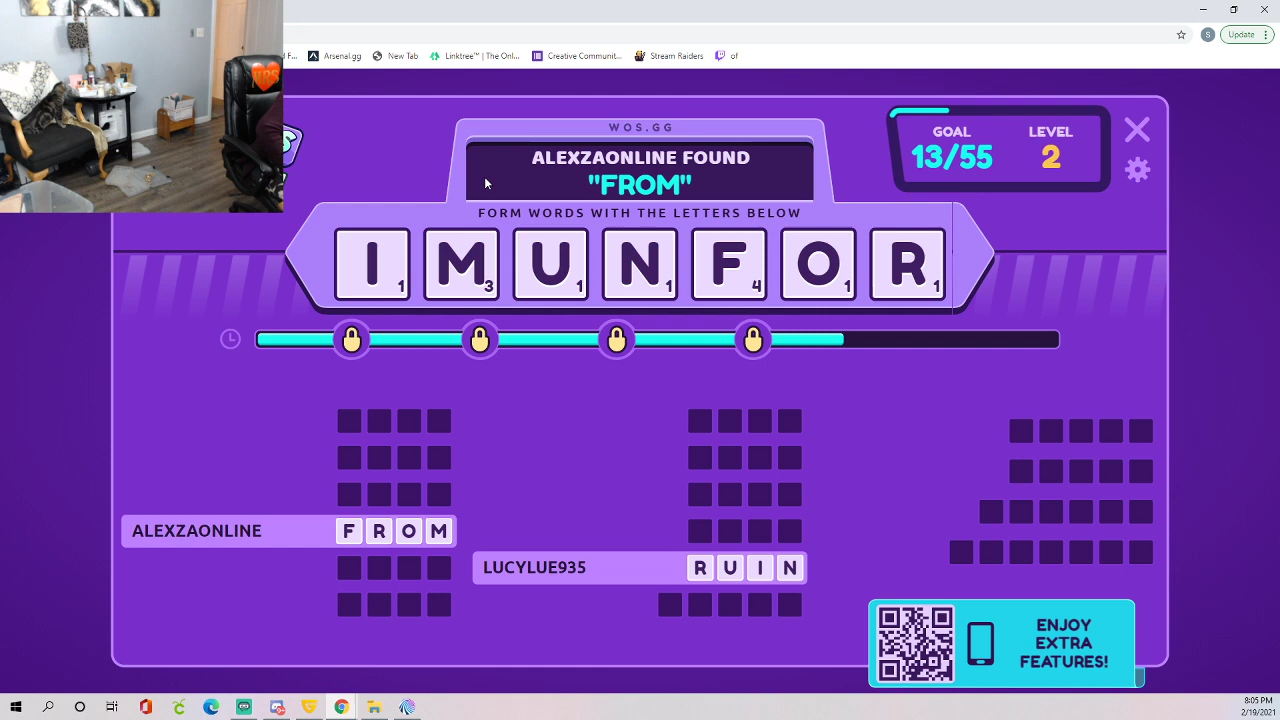 F...
Arsenal.gg
New Tab
Linktree™ | The Onl...
Creative Communit...
Stream Raiders
of
S
Update
WOS.GG
ALEXZAONLINE FOUND
"FROM"
GOAL
13/55
LEVEL
2
FORM WORDS WITH THE LETTERS BELOW
I 1 M 3 U 1 N 1 F 4 O 1 R 1
ALEXZAONLINE FROM
LUCYLUE935 RUIN
ENJOY
EXTRA
FEATURES!
8:05 PM
2/19/2021